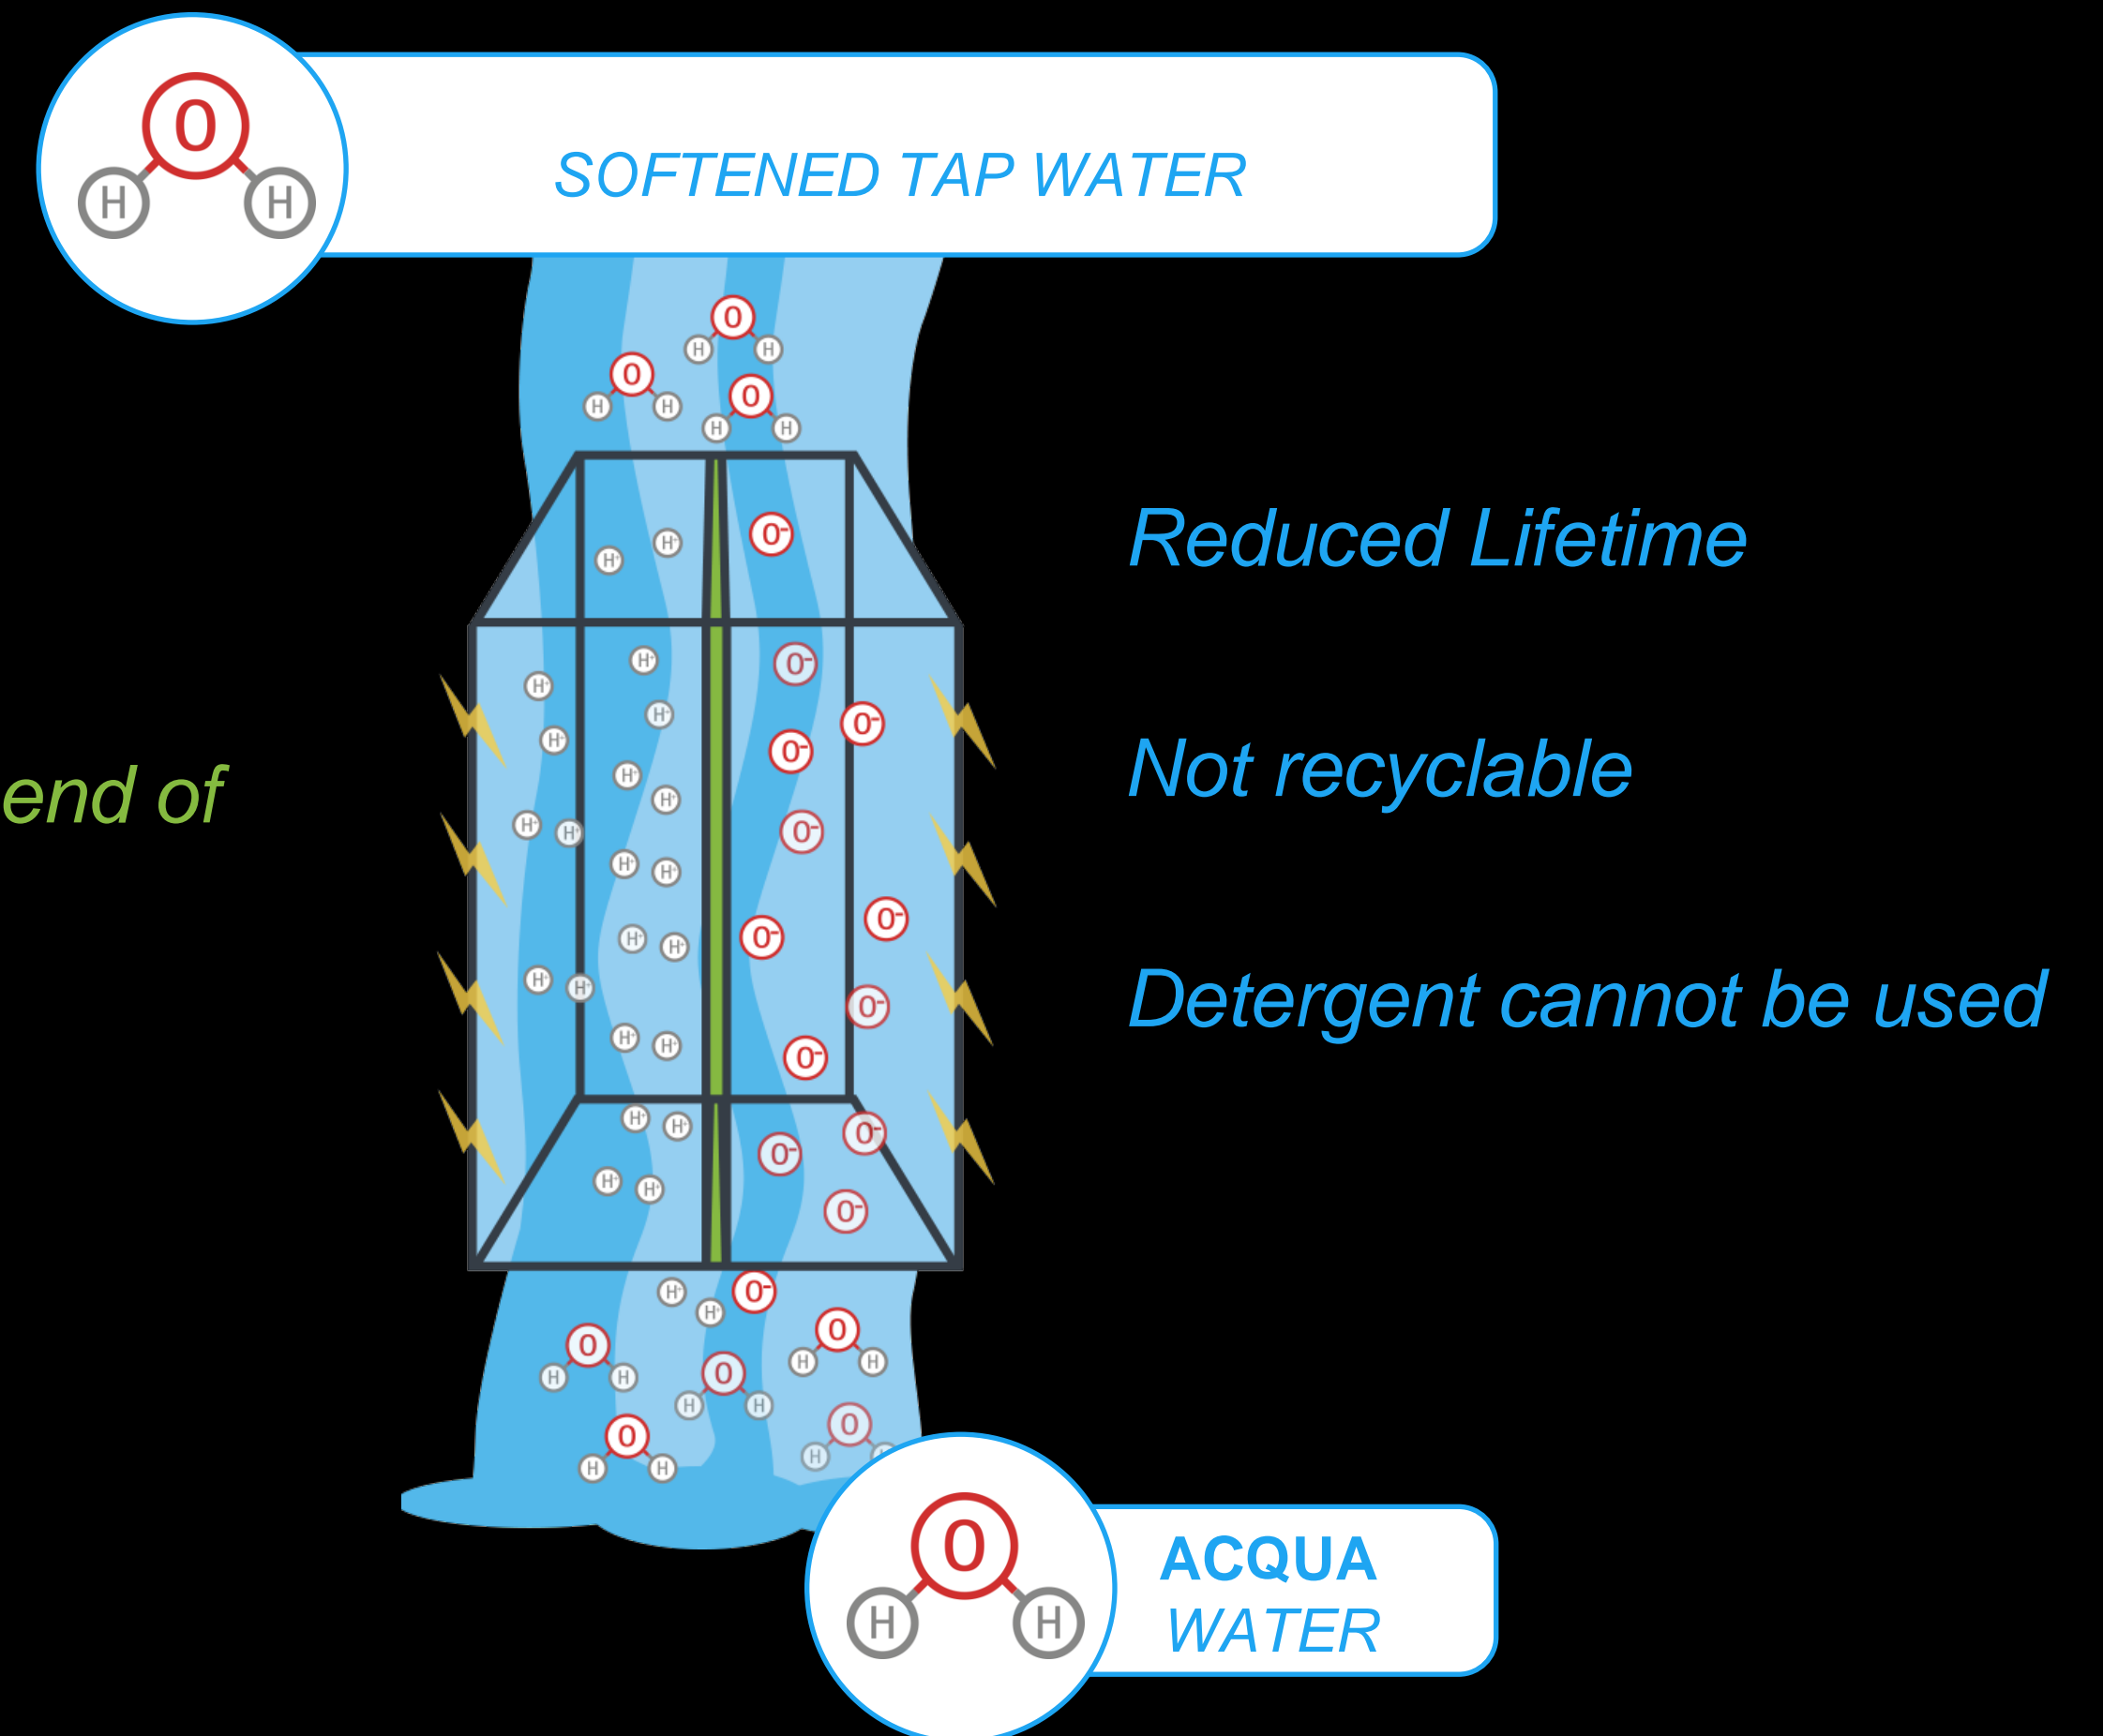 O
H H
SOFTENED TAP WATER
O
H H
O
H H
O
H H
H⁺ H⁺ O⁻
Reduced Lifetime
H⁺ H⁺ O⁻
H⁺ H⁺ O⁻ O⁻
Not recyclable
end of
H⁺ H⁺ O⁻
H⁺ H⁺
H⁺ H⁺
H⁺ H⁺ O⁻ O⁻
H⁺ H⁺
Detergent cannot be used
H⁺ H⁺ O⁻ O⁻
H⁺ H⁺ O⁻ O⁻
H⁺ H⁺ O⁻
H⁺ H⁺ O⁻
O
H H
O
H H
O
H H
O
H H
O
H
O
H H
ACQUA
WATER